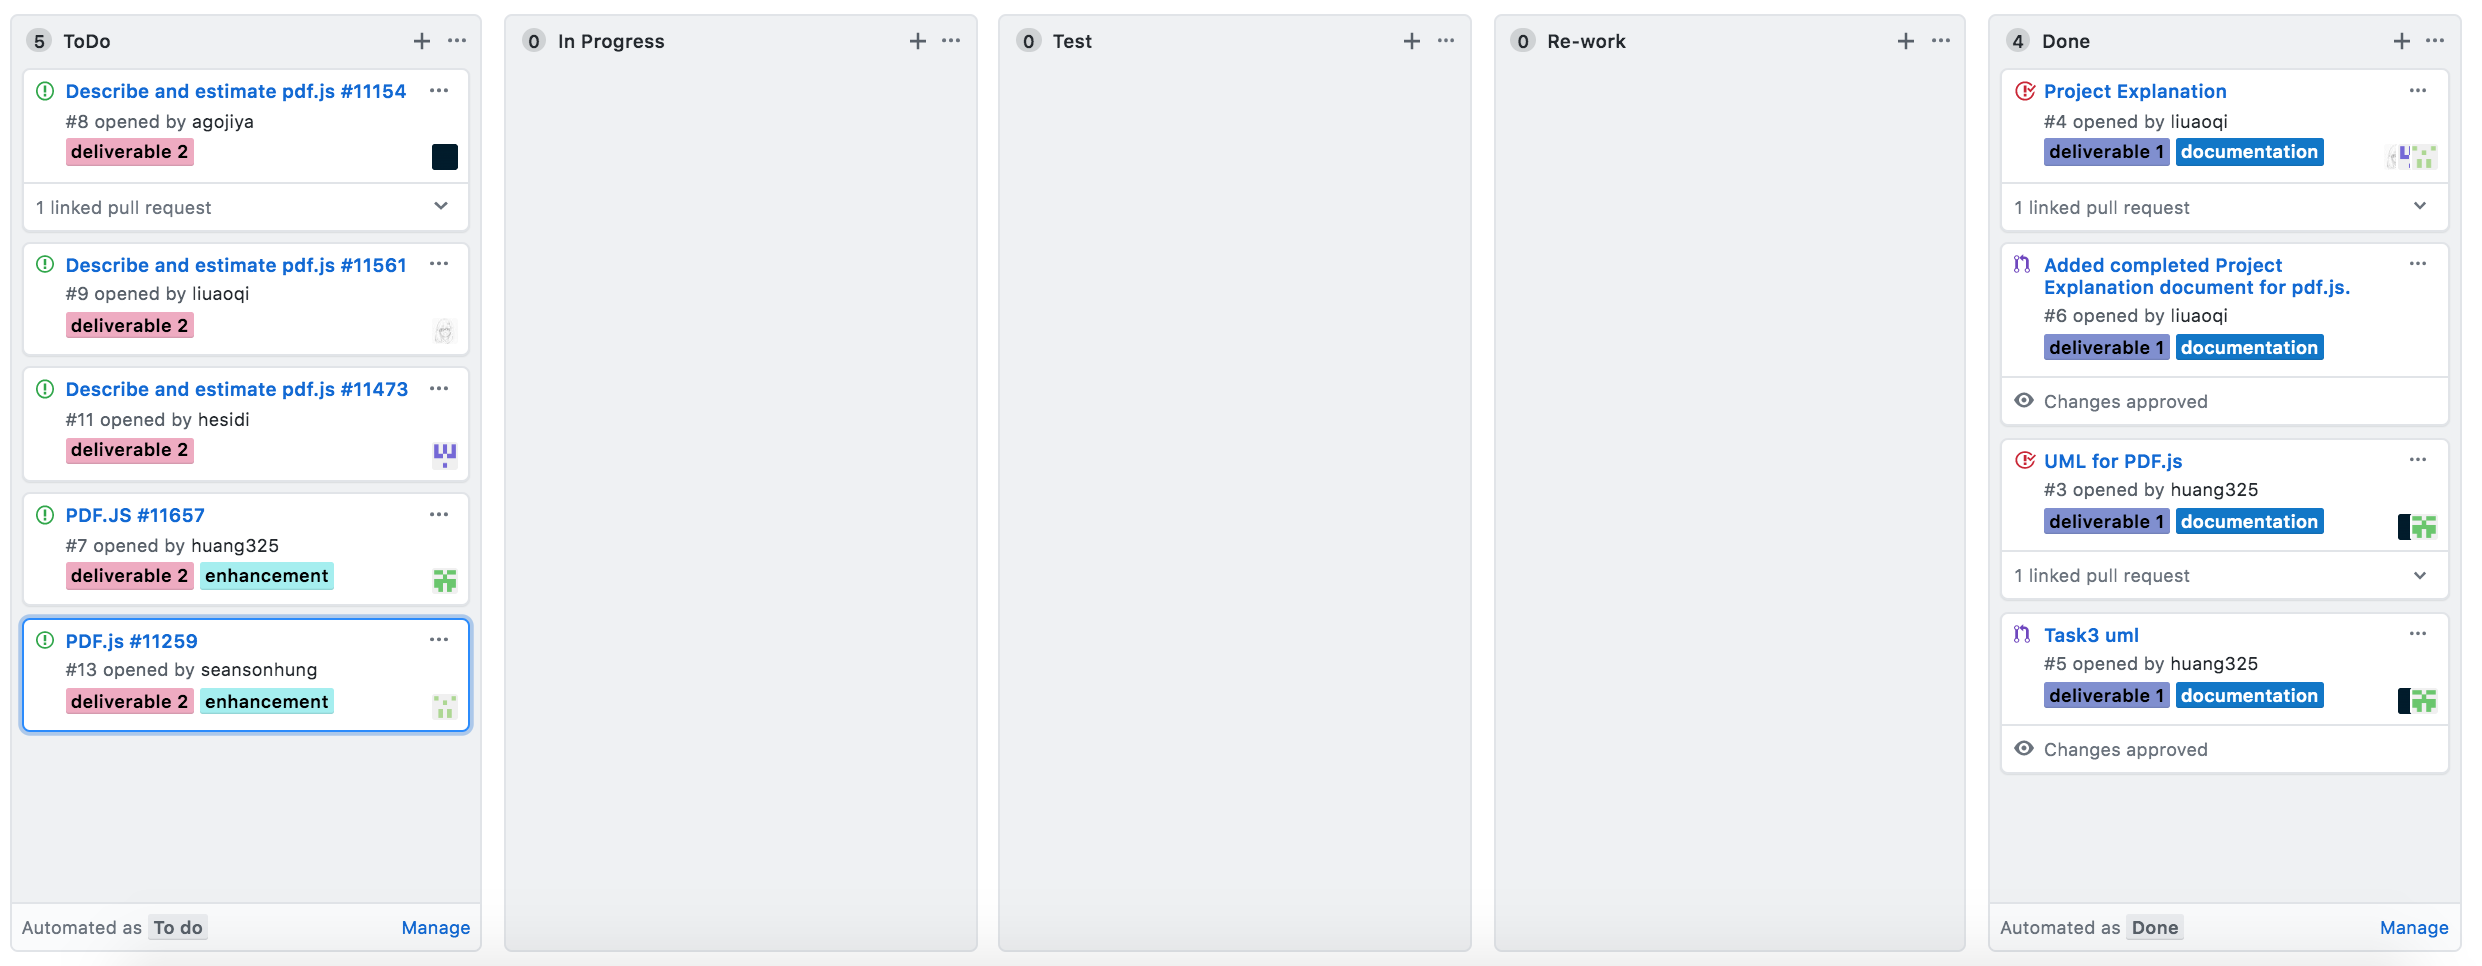 5 ToDo
Describe and estimate pdf.js #11154
#8 opened by agojiya
deliverable 2
1 linked pull request
Describe and estimate pdf.js #11561
#9 opened by liuaoqi
deliverable 2
Describe and estimate pdf.js #11473
#11 opened by hesidi
deliverable 2
PDF.JS #11657
#7 opened by huang325
deliverable 2 enhancement
PDF.js #11259
#13 opened by seansonhung
deliverable 2 enhancement
Automated as To do Manage
0 In Progress
0 Test
0 Re-work
4 Done
Project Explanation
#4 opened by liuaoqi
deliverable 1 documentation
1 linked pull request
Added completed Project
Explanation document for pdf.js.
#6 opened by liuaoqi
deliverable 1 documentation
Changes approved
UML for PDF.js
#3 opened by huang325
deliverable 1 documentation
1 linked pull request
Task3 uml
#5 opened by huang325
deliverable 1 documentation
Changes approved
Automated as Done Manage